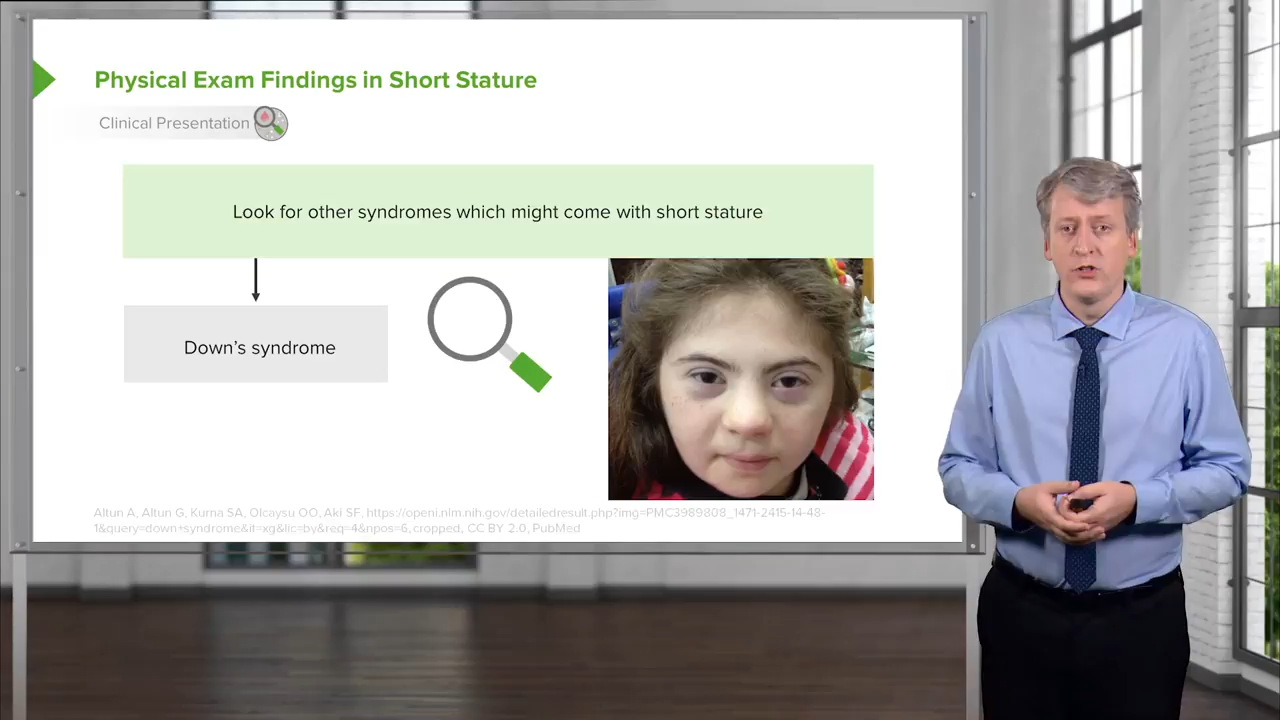 Physical Exam Findings in Short Stature
Clinical Presentation
Look for other syndromes which might come with short stature
Down's syndrome
Altun A, Altun G, Kurna SA, Olcaysu OO, Aki SF, https://openi.nlm.nih.gov/detailedresult.php?img=PMC3989808_1471-2415-14-48-
1&query=down+syndrome&it=xg&lic=by&req=4&npos=6, cropped, CC BY 2.0, PubMed